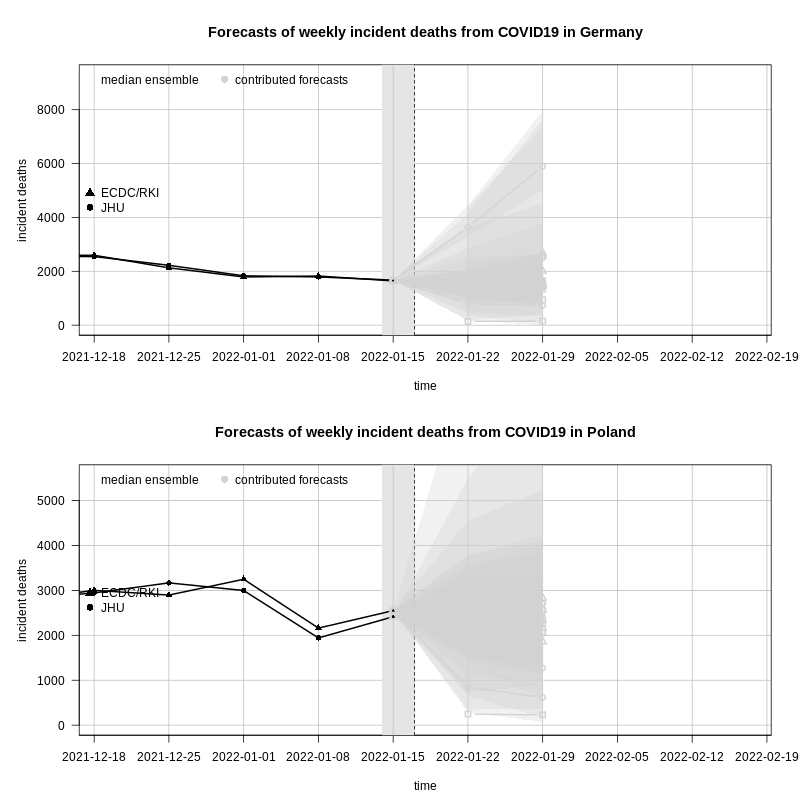 Forecasts of weekly incident deaths from COVID19 in Germany
median ensemble contributed forecasts
8000
6000
ECDC/RKI
JHU
4000
2000
0
incident deaths
2021-12-18 2021-12-25 2022-01-01 2022-01-08 2022-01-15 2022-01-22 2022-01-29 2022-02-05 2022-02-12 2022-02-19
time
Forecasts of weekly incident deaths from COVID19 in Poland
median ensemble contributed forecasts
5000
4000
3000
ECDC/RKI
JHU
2000
1000
0
incident deaths
2021-12-18 2021-12-25 2022-01-01 2022-01-08 2022-01-15 2022-01-22 2022-01-29 2022-02-05 2022-02-12 2022-02-19
time